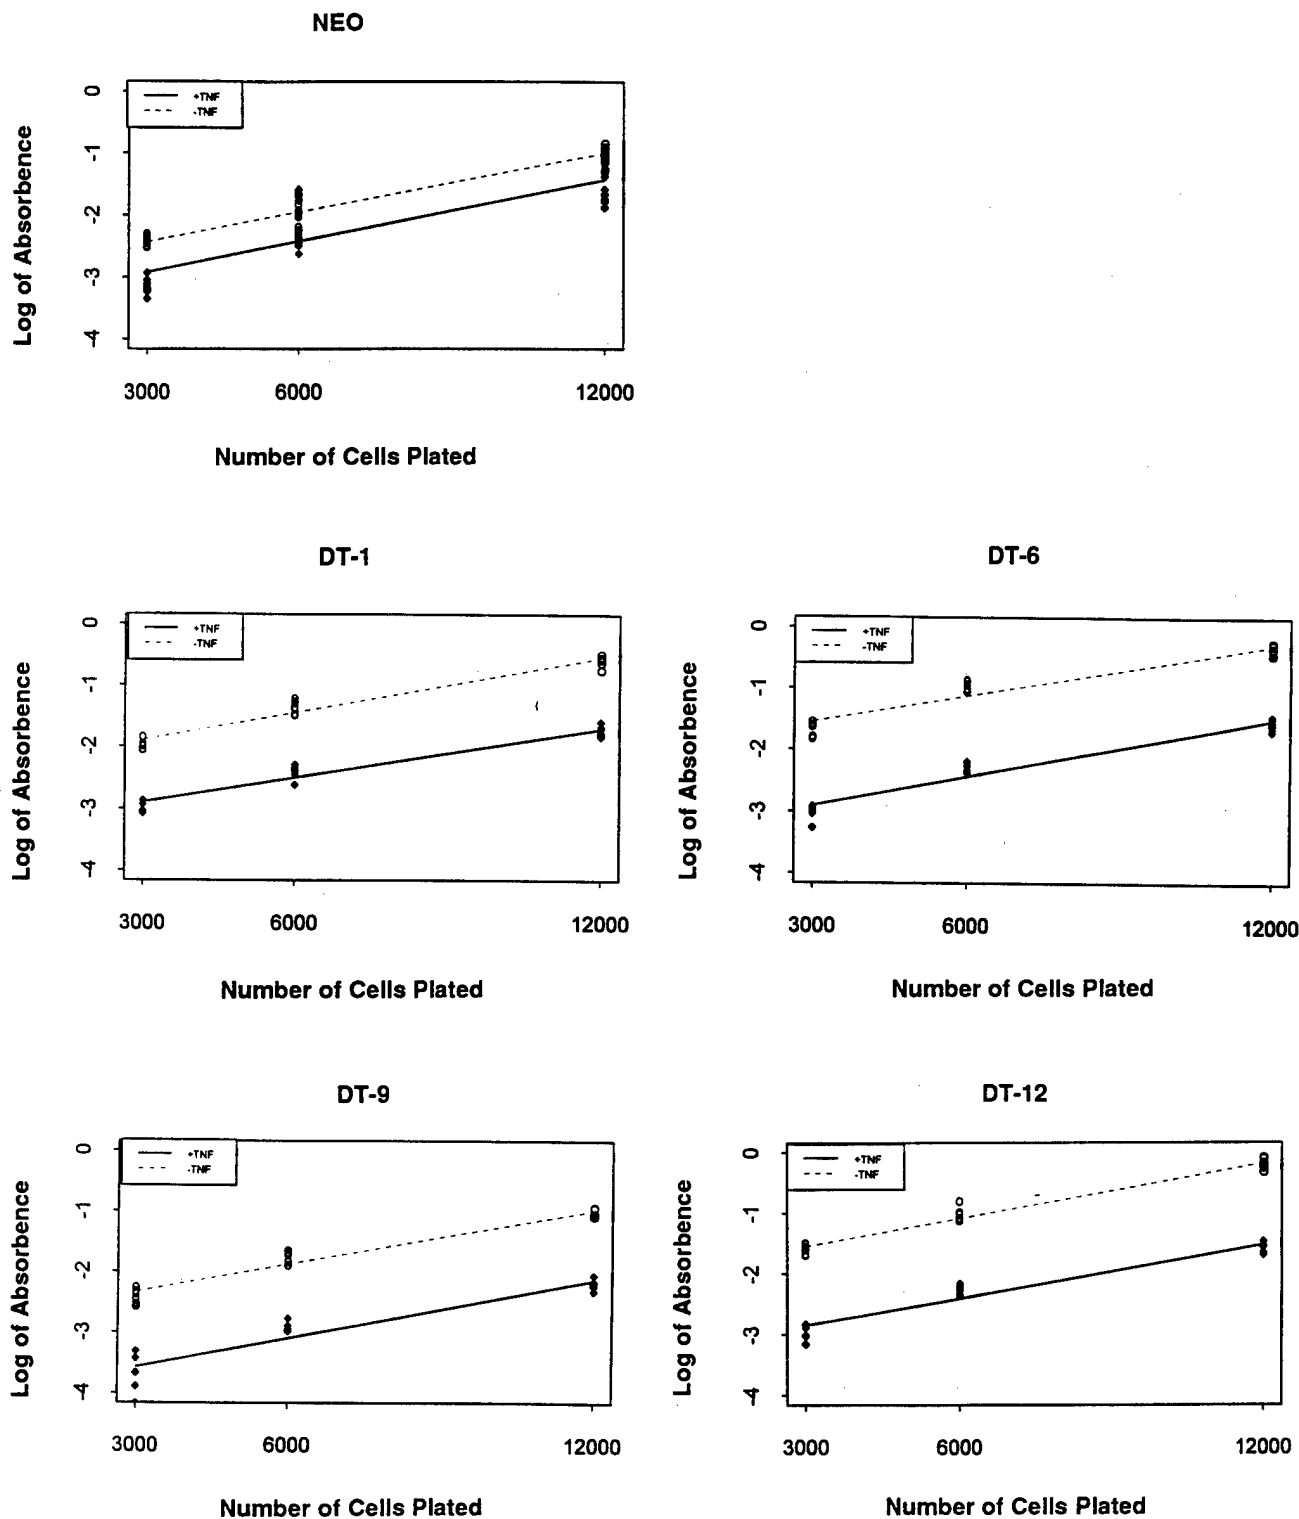 NEO
0
-1
-2
-3
-4
+TNF
-TNF
Log of Absorbence
3000 6000 12000
Number of Cells Plated
DT-1
0
-1
-2
-3
-4
+TNF
-TNF
Log of Absorbence
3000 6000 12000
Number of Cells Plated
DT-6
0
-1
-2
-3
-4
+TNF
-TNF
Log of Absorbence
3000 6000 12000
Number of Cells Plated
DT-9
0
-1
-2
-3
-4
+TNF
-TNF
Log of Absorbence
3000 6000 12000
Number of Cells Plated
DT-12
0
-1
-2
-3
-4
+TNF
-TNF
Log of Absorbence
3000 6000 12000
Number of Cells Plated